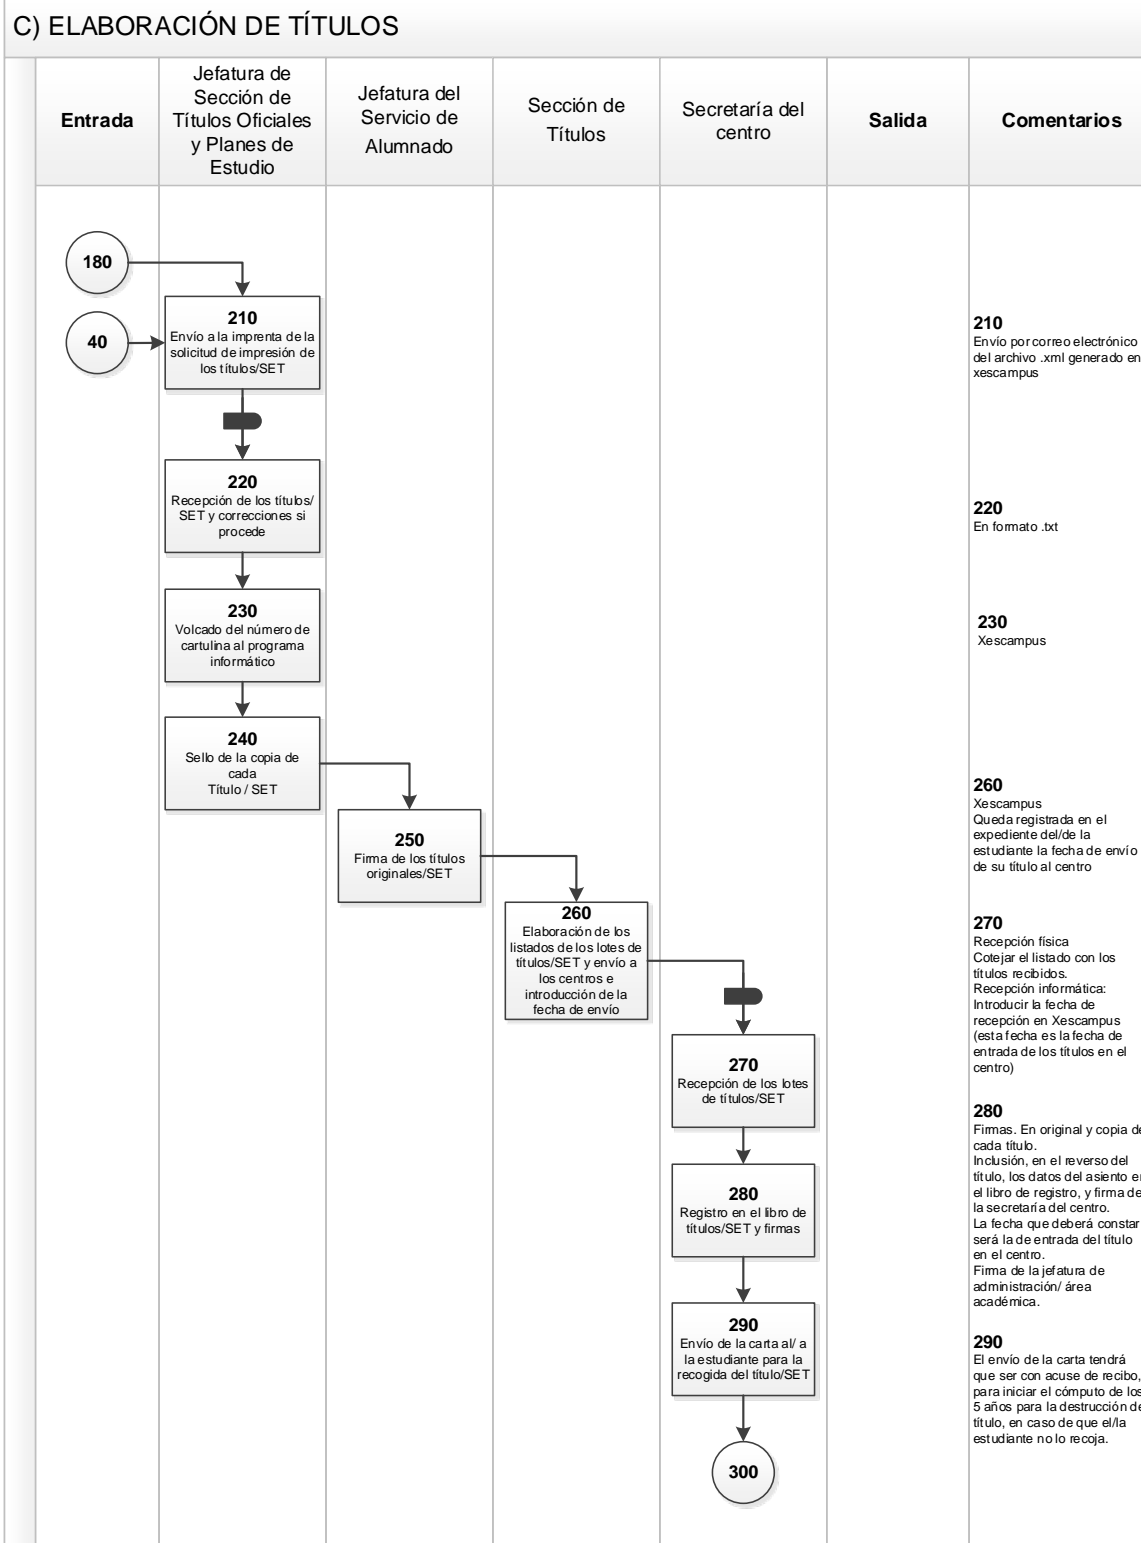 C) ELABORACIÓN DE TÍTULOS
Entrada
Jefatura de
Sección de
Títulos Oficiales
y Planes de
Estudio
Jefatura del
Servicio de
Alumnado
Sección de
Títulos
Secretaría del
centro
Salida
Comentarios
180
40
210
Envío a la imprenta de la
solicitud de impresión de
los títulos/SET
220
Recepción de los títulos/
SET y correcciones si
procede
230
Volcado del número de
cartulina al programa
informático
240
Sello de la copia de
cada
Título / SET
250
Firma de los títulos
originales/SET
260
Elaboración de los
listados de los lotes de
títulos/SET y envío a
los centros e
introducción de la
fecha de envío
270
Recepción de los lotes
de títulos/SET
280
Registro en el libro de
títulos/SET y firmas
290
Envío de la carta al/ a
la estudiante para la
recogida del título/SET
300
210
Envío por correo electrónico
del archivo .xml generado en
xescampus
220
En formato .txt
230
Xescampus
260
Xescampus
Queda registrada en el
expediente del/de la
estudiante la fecha de envío
de su título al centro
270
Recepción física
Cotejar el listado con los
títulos recibidos.
Recepción informática:
Introducir la fecha de
recepción en Xescampus
(esta fecha es la fecha de
entrada de los títulos en el
centro)
280
Firmas. En original y copia de
cada título.
Inclusión, en el reverso del
título, los datos del asiento en
el libro de registro, y firma de
la secretaría del centro.
La fecha que deberá constar
será la de entrada del título
en el centro.
Firma de la jefatura de
administración/ área
académica.
290
El envío de la carta tendrá
que ser con acuse de recibo,
para iniciar el cómputo de los
5 años para la destrucción de
título, en caso de que el/la
estudiante no lo recoja.